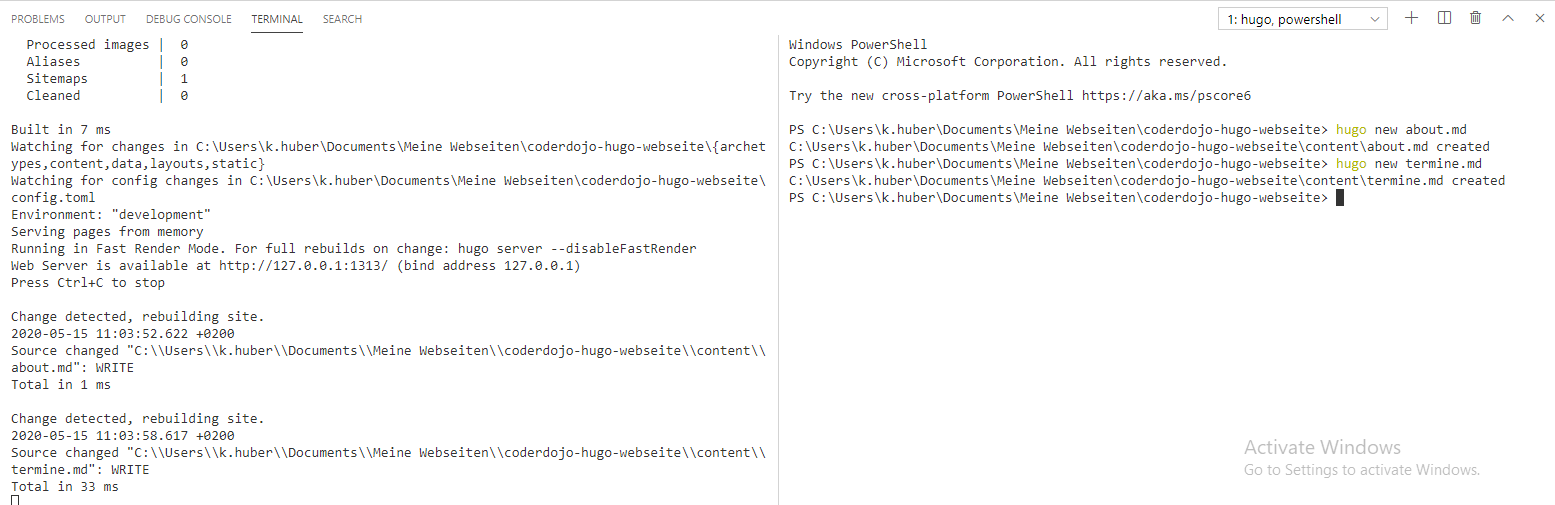 PROBLEMS OUTPUT DEBUG CONSOLE TERMINAL SEARCH 1: hugo, powershell
Processed images | 0
Aliases | 0
Sitemaps | 1
Cleaned | 0
Built in 7 ms
Watching for changes in C:\Users\k.huber\Documents\Meine Webseiten\coderdojo-hugo-webseite\{archet
ypes,content,data,layouts,static}
Watching for config changes in C:\Users\k.huber\Documents\Meine Webseiten\coderdojo-hugo-webseite\
config.toml
Environment: "development"
Serving pages from memory
Running in Fast Render Mode. For full rebuilds on change: hugo server --disableFastRender
Web Server is available at http://127.0.0.1:1313/ (bind address 127.0.0.1)
Press Ctrl+C to stop
Change detected, rebuilding site.
2020-05-15 11:03:52.622 +0200
Source changed "C:\\Users\\k.huber\\Documents\\Meine Webseiten\\coderdojo-hugo-webseite\\content\\
about.md": WRITE
Total in 1 ms
Change detected, rebuilding site.
2020-05-15 11:03:58.617 +0200
Source changed "C:\\Users\\k.huber\\Documents\\Meine Webseiten\\coderdojo-hugo-webseite\\content\\
termine.md": WRITE
Total in 33 ms
Windows PowerShell
Copyright (C) Microsoft Corporation. All rights reserved.
Try the new cross-platform PowerShell https://aka.ms/pscore6
PS C:\Users\k.huber\Documents\Meine Webseiten\coderdojo-hugo-webseite> hugo new about.md
C:\Users\k.huber\Documents\Meine Webseiten\coderdojo-hugo-webseite\content\about.md created
PS C:\Users\k.huber\Documents\Meine Webseiten\coderdojo-hugo-webseite> hugo new termine.md
C:\Users\k.huber\Documents\Meine Webseiten\coderdojo-hugo-webseite\content\termine.md created
PS C:\Users\k.huber\Documents\Meine Webseiten\coderdojo-hugo-webseite>
Activate Windows
Go to Settings to activate Windows.